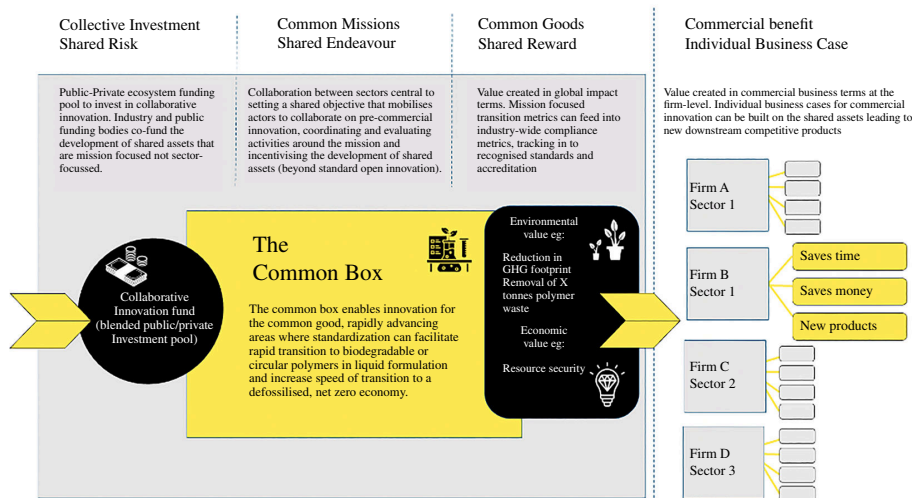 Collective Investment
Shared Risk
Common Missions
Shared Endeavour
Common Goods
Shared Reward
Commercial benefit
Individual Business Case
Public-Private ecosystem funding
pool to invest in collaborative
innovation. Industry and public
funding bodies co-fund the
development of shared assets that
are mission focused not sector-
focussed.
Collaboration between sectors central to
setting a shared objective that mobilises
actors to collaborate on pre-commercial
innovation, coordinating and evaluating
activities around the mission and
incentivising the development of shared
assets (beyond standard open innovation).
Value created in global impact
terms. Mission focused
transition metrics can feed into
industry-wide compliance
metrics, tracking in to
recognised standards and
accreditation
Value created in commercial business terms at the
firm-level. Individual business cases for commercial
innovation can be built on the shared assets leading to
new downstream competitive products
Collaborative
Innovation fund
(blended public/private
Investment pool)
The
Common Box
The common box enables innovation for
the common good, rapidly advancing
areas where standardization can facilitate
rapid transition to biodegradable or
circular polymers in liquid formulation
and increase speed of transition to a
defossilised, net zero economy.
Environmental
value eg:
Reduction in
GHG footprint
Removal of X
tonnes polymer
waste
Economic
value eg:
Resource security
Firm A
Sector 1
Firm B
Sector 1
Saves time
Saves money
New products
Firm C
Sector 2
Firm D
Sector 3